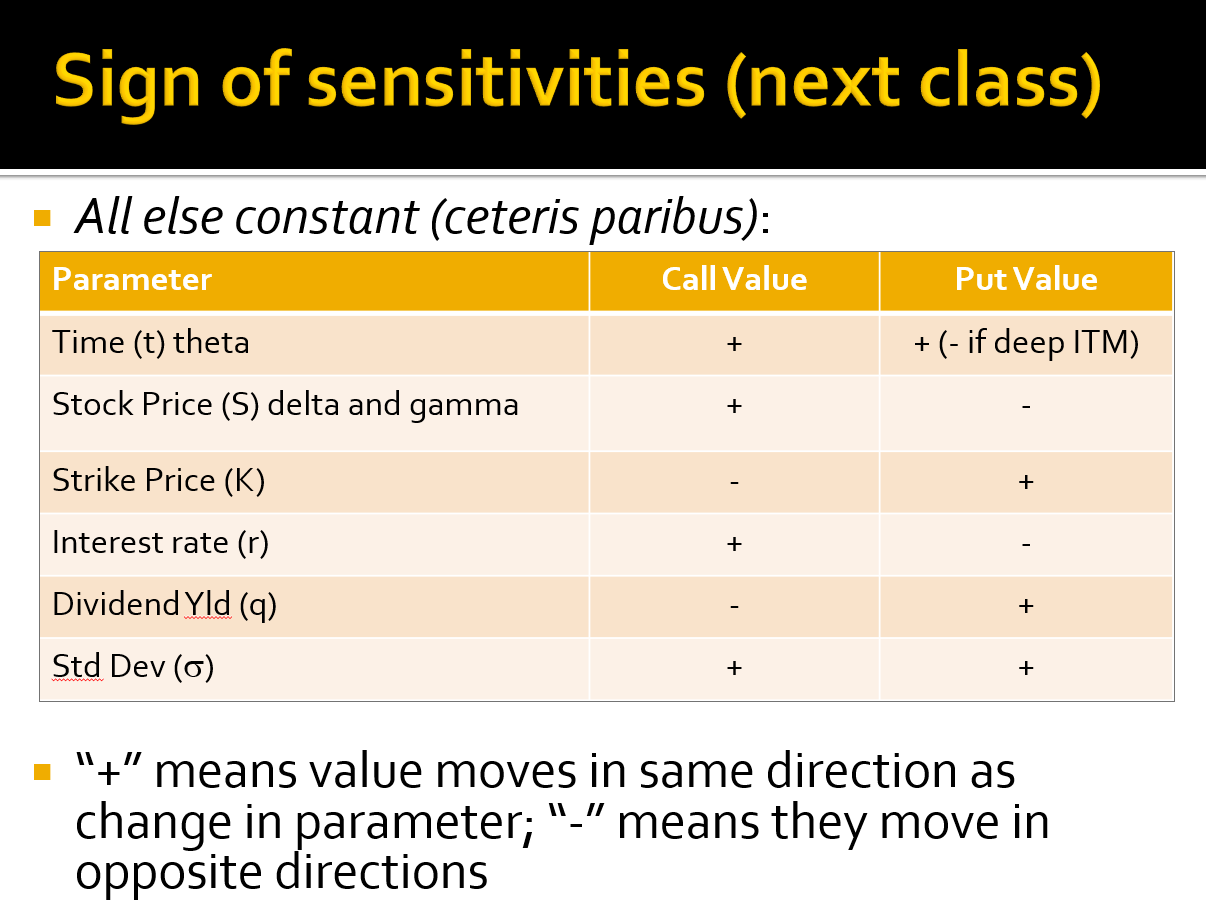 Sign of sensitivities (next class)
All else constant (ceteris paribus):
Parameter Call Value Put Value
Time (t) theta + + (- if deep ITM)
Stock Price (S) delta and gamma + -
Strike Price (K) - +
Interest rate (r) + -
Dividend Yld (q) - +
Std Dev (σ) + +
“+” means value moves in same direction as
change in parameter; “-” means they move in
opposite directions